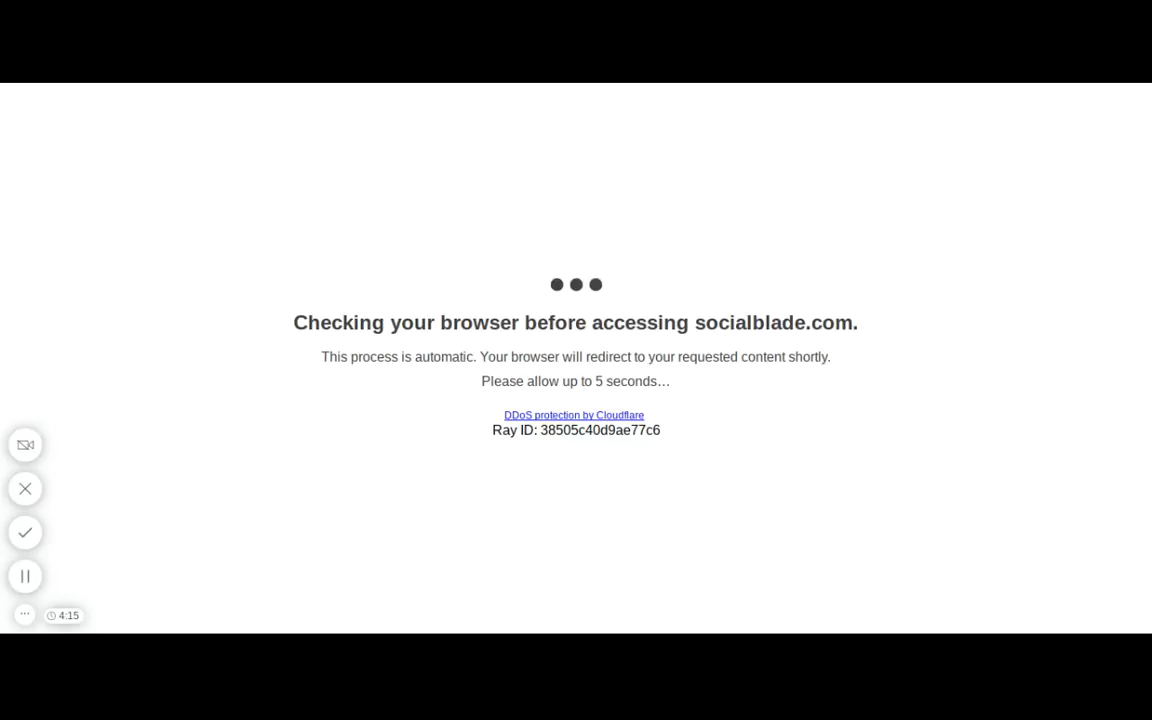 Checking your browser before accessing socialblade.com.
This process is automatic. Your browser will redirect to your requested content shortly.
Please allow up to 5 seconds…
DDoS protection by Cloudflare
Ray ID: 38505c40d9ae77c6
4:15